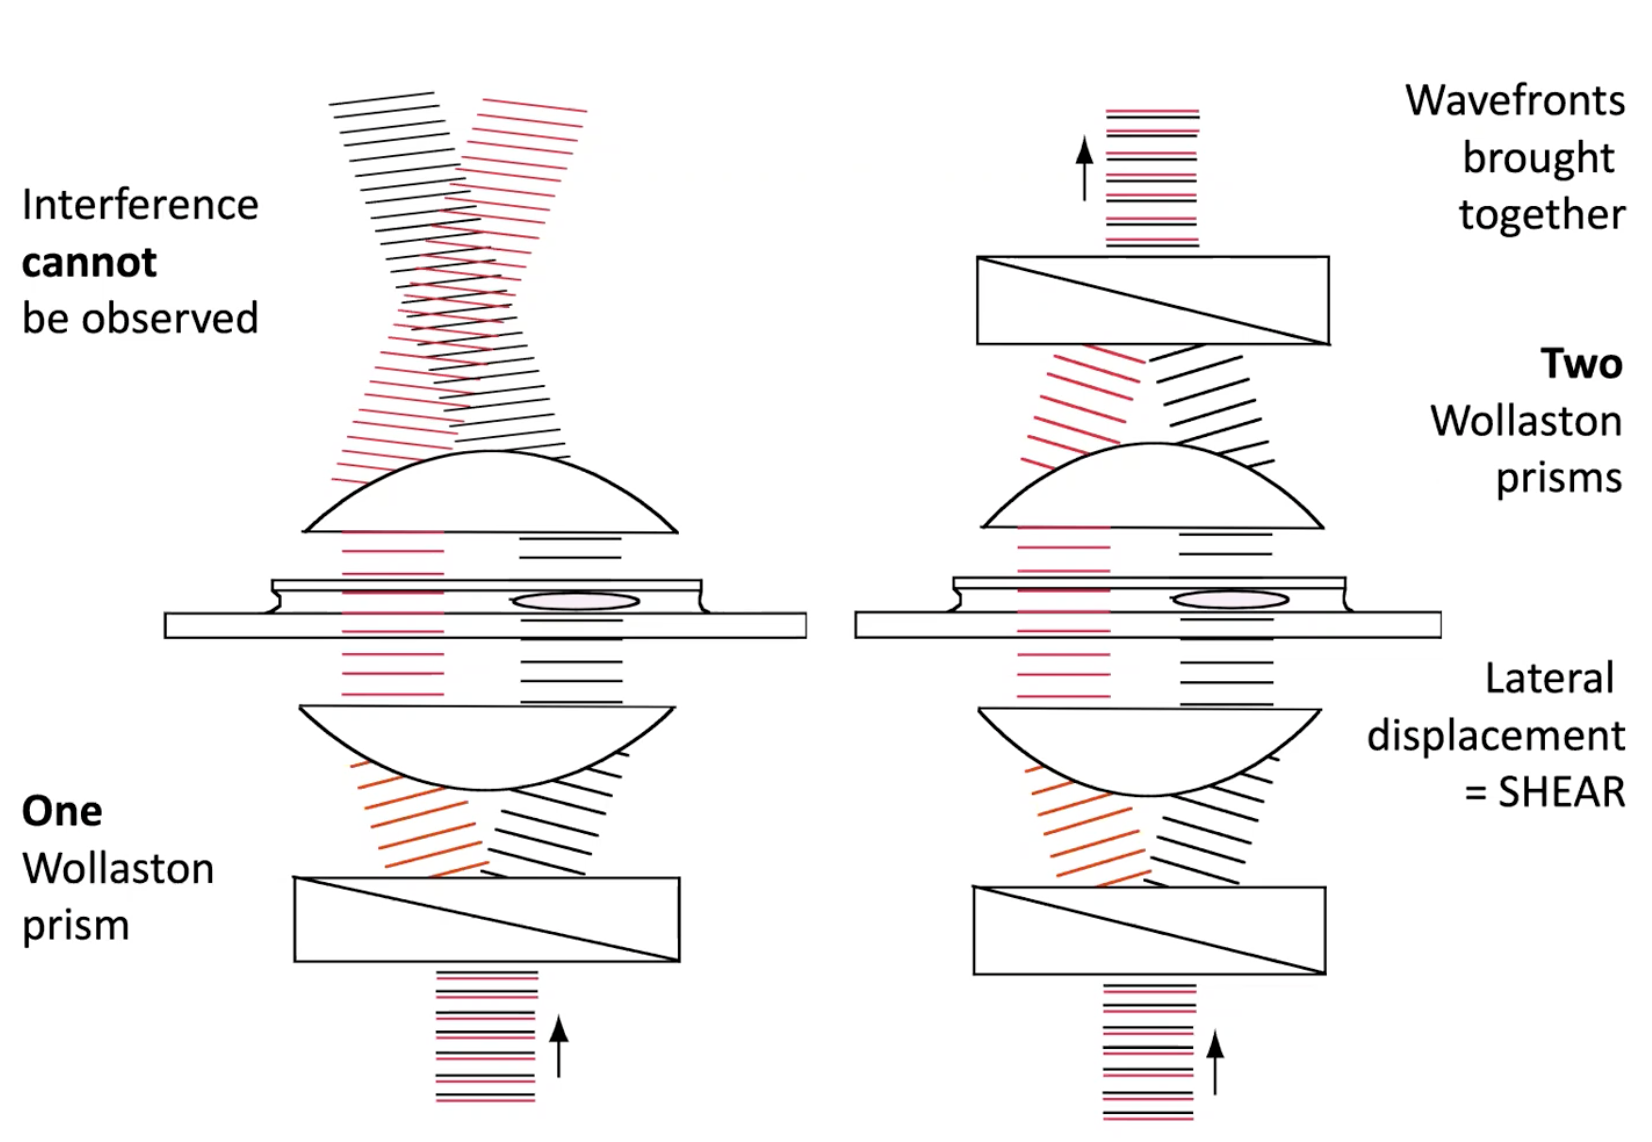 Interference
cannot
be observed
One
Wollaston
prism
Wavefronts
brought
together
Two
Wollaston
prisms
Lateral
displacement
= SHEAR